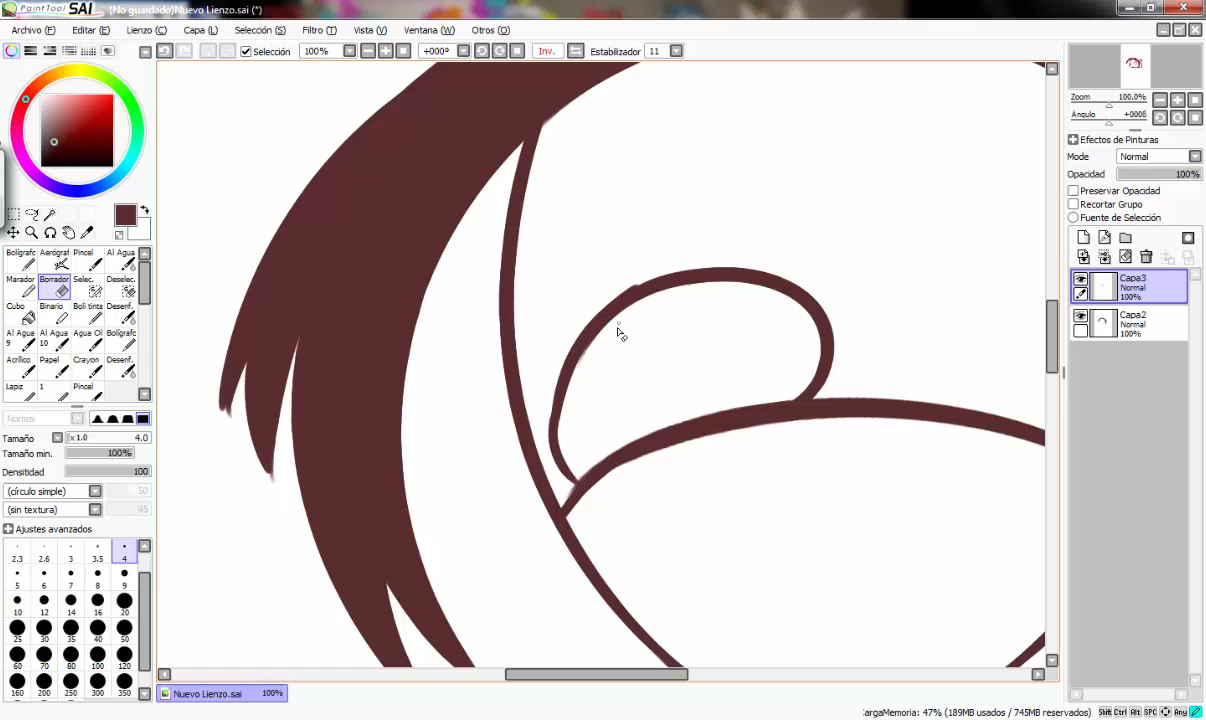 PaintTool SAI (No guardado)Nuevo Lienzo.sai (*)
Archivo (F) Editar (E) Lienzo (C) Capa (L) Selección (S) Filtro (T) Vista (V) Ventana (W) Otros (O)
Selección 100% +000° Inv. Estabilizador 11
Zoom 100.0%
Angulo +0006
Efectos de Pinturas
Mode Normal
Opacidad 100%
Preservar Opacidad
Recortar Grupo
Fuente de Selección
Capa3
Normal
100%
Capa2
Normal
100%
Bolígrafc Aerógraf Pincel Al Agua
Marador Borrador Selec. Deselec.
Cubo Binario Boli tinta Desenf.
Al Agua 9 Al Agua 10 Agua Ol Bolígrafc
Acrílico Papel Crayon Desenf.
Lapiz 1 Pincel
Normal
Tamaño x 1.0 4.0
Tamaño min. 100%
Densitidad 100
(círculo simple) 50
(sin textura) 95
Ajustes avanzados
2.3 2.6 3 3.5 4
5 6 7 8 9
10 12 14 16 20
25 30 35 40 50
60 70 80 100 120
160 200 250 300 350
Nuevo Lienzo.sai 100%
CargaMemoria: 47% (189MB usados / 745MB reservados) Shift Ctrl Alt SPC Any